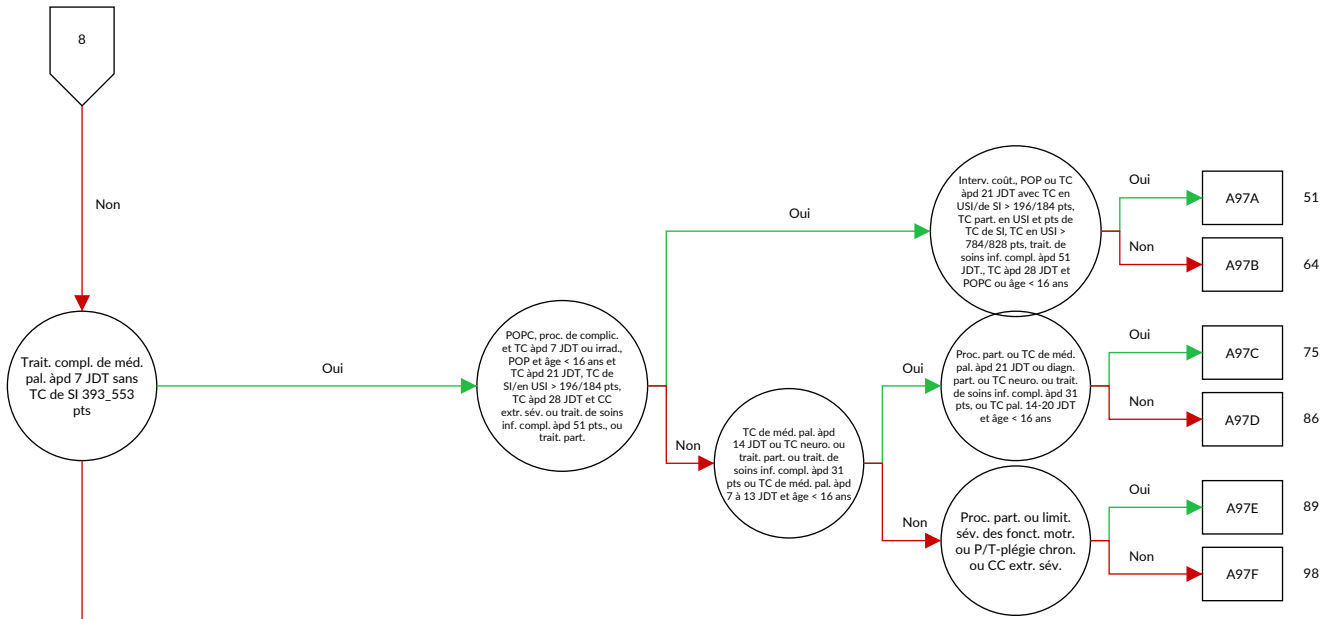 8
Non
Trait. compl. de méd.
pal. àpd 7 JDT sans
TC de SI 393_553
pts
Oui
POPC, proc. de complic.
et TC àpd 7 JDT ou irrad.,
POP et âge < 16 ans et
TC àpd 21 JDT, TC de
SI/en USI > 196/184 pts,
TC àpd 28 JDT et CC
extr. sév. ou trait. de soins
inf. compl. àpd 51 pts., ou
trait. part.
Oui
Non
Interv. coût., POP ou TC
àpd 21 JDT avec TC en
USI/de SI > 196/184 pts,
TC part. en USI et pts de
TC de SI, TC en USI >
784/828 pts, trait. de
soins inf. compl. àpd 51
JDT., TC àpd 28 JDT et
POPC ou âge < 16 ans
Oui
A97A
51
Non
A97B
64
TC de méd. pal. àpd
14 JDT ou TC neuro. ou
trait. part. ou trait. de
soins inf. compl. àpd 31
pts ou TC de méd. pal. àpd
7 à 13 JDT et âge < 16 ans
Oui
Non
Proc. part. ou TC de méd.
pal. àpd 21 JDT ou diagn.
part. ou TC neuro. ou trait.
de soins inf. compl. àpd 31
pts, ou TC pal. 14-20 JDT
et âge < 16 ans
Oui
A97C
75
Non
A97D
86
Proc. part. ou limit.
sév. des fonct. motr.
ou P/T-plégie chron.
ou CC extr. sév.
Oui
A97E
89
Non
A97F
98